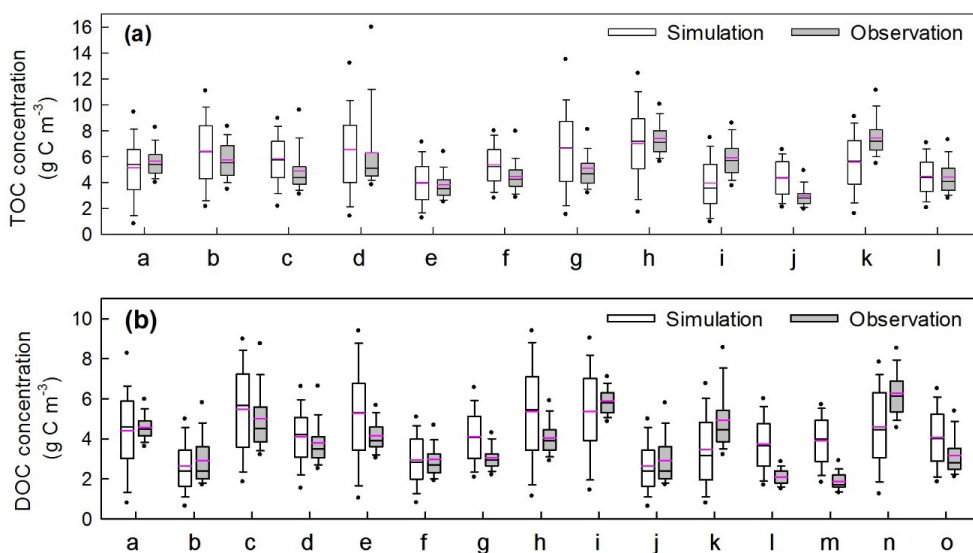 (a)
Simulation Observation
TOC concentration
(g C m⁻³)
16
14
12
10
8
6
4
2
0
a b c d e f g h i j k l
(b)
Simulation Observation
DOC concentration
(g C m⁻³)
10
8
6
4
2
0
a b c d e f g h i j k l m n o